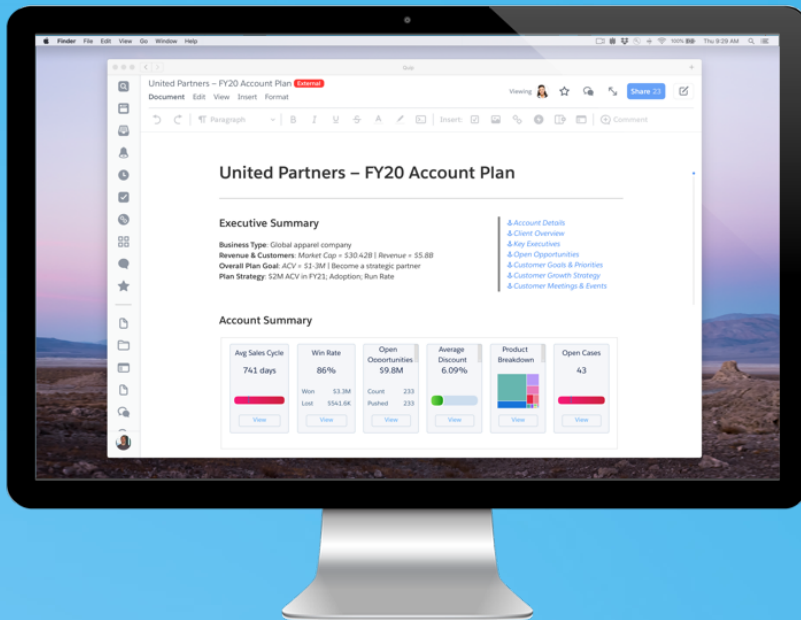 Finder File Edit View Go Window Help
100% Thu 9:29 AM
Quip
United Partners – FY20 Account Plan External
Viewing
Share 23
Document Edit View Insert Format
Paragraph
B I U S A
Insert:
Comment
United Partners – FY20 Account Plan
Executive Summary
Business Type: Global apparel company
Revenue & Customers: Market Cap = $30.42B | Revenue = $5.8B
Overall Plan Goal: ACV = $1-3M | Become a strategic partner
Plan Strategy: $2M ACV in FY21; Adoption; Run Rate
Account Details
Client Overview
Key Executives
Open Opportunities
Customer Goals & Priorities
Customer Growth Strategy
Customer Meetings & Events
Account Summary
Avg Sales Cycle
741 days
View
Win Rate
86%
Won $3.3M
Lost $541.6K
View
Open
Opportunities
$9.8M
Count 233
Pushed 233
View
Average
Discount
6.09%
View
Product
Breakdown
View
Open Cases
43
View